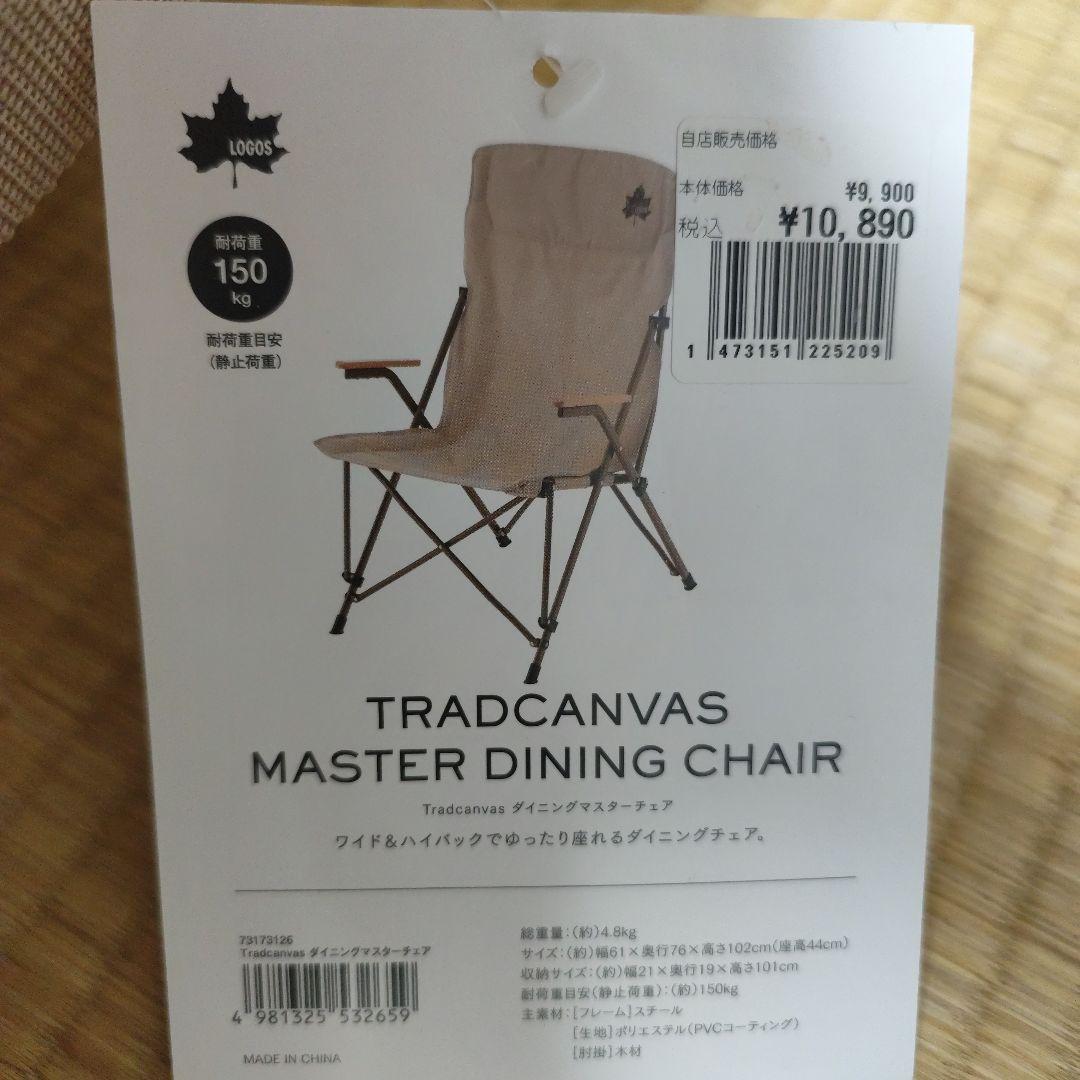 LOGOS
耐荷重
150
kg
耐荷重目安
(静止荷重)
自店販売価格
本体価格 ¥9,900
税込 ¥10,890
1 473151 225209
TRADCANVAS
MASTER DINING CHAIR
Tradcanvas ダイニングマスターチェア
ワイド&ハイバックでゆったり座れるダイニングチェア。
73173126
Tradcanvas ダイニングマスターチェア
4 981325 532659
MADE IN CHINA
総重量:(約)4.8kg
サイズ:(約)幅61×奥行76×高さ102cm(座高44cm)
収納サイズ:(約)幅21×奥行19×高さ101cm
耐荷重目安(静止荷重):(約)150kg
主素材:[フレーム]スチール
[生地]ポリエステル(PVCコーティング)
[肘掛]木材